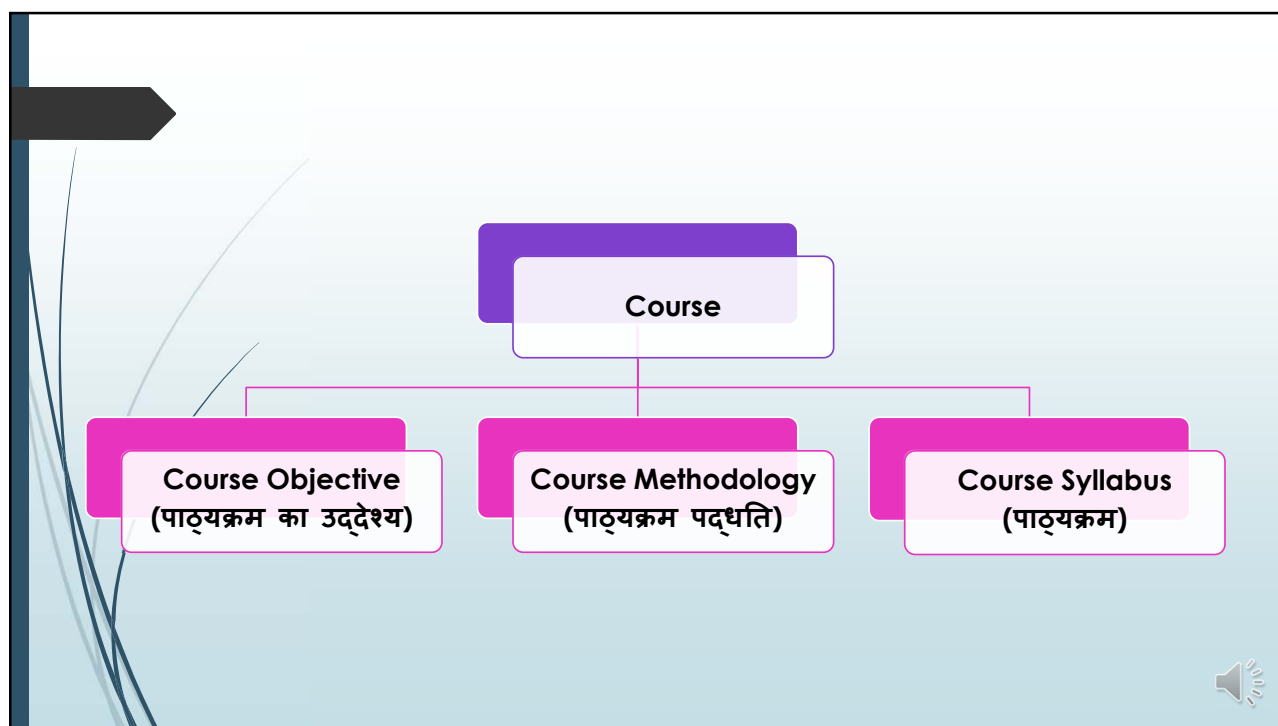 Course
Course Objective
(पाठ्यक्रम का उद्देश्य)
Course Methodology
(पाठ्यक्रम पद्धति)
Course Syllabus
(पाठ्यक्रम)